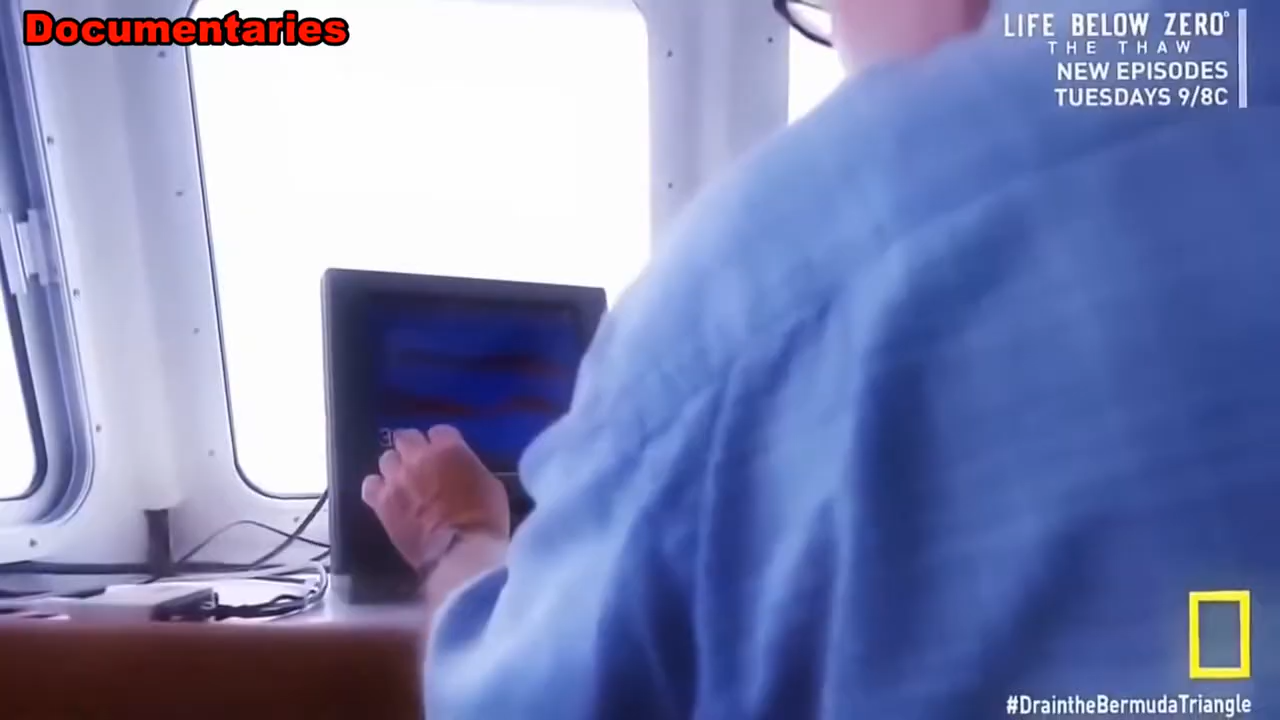 Documentaries
LIFE BELOW ZERO°
THE THAW
NEW EPISODES
TUESDAYS 9/8C
#DraintheBermudaTriangle